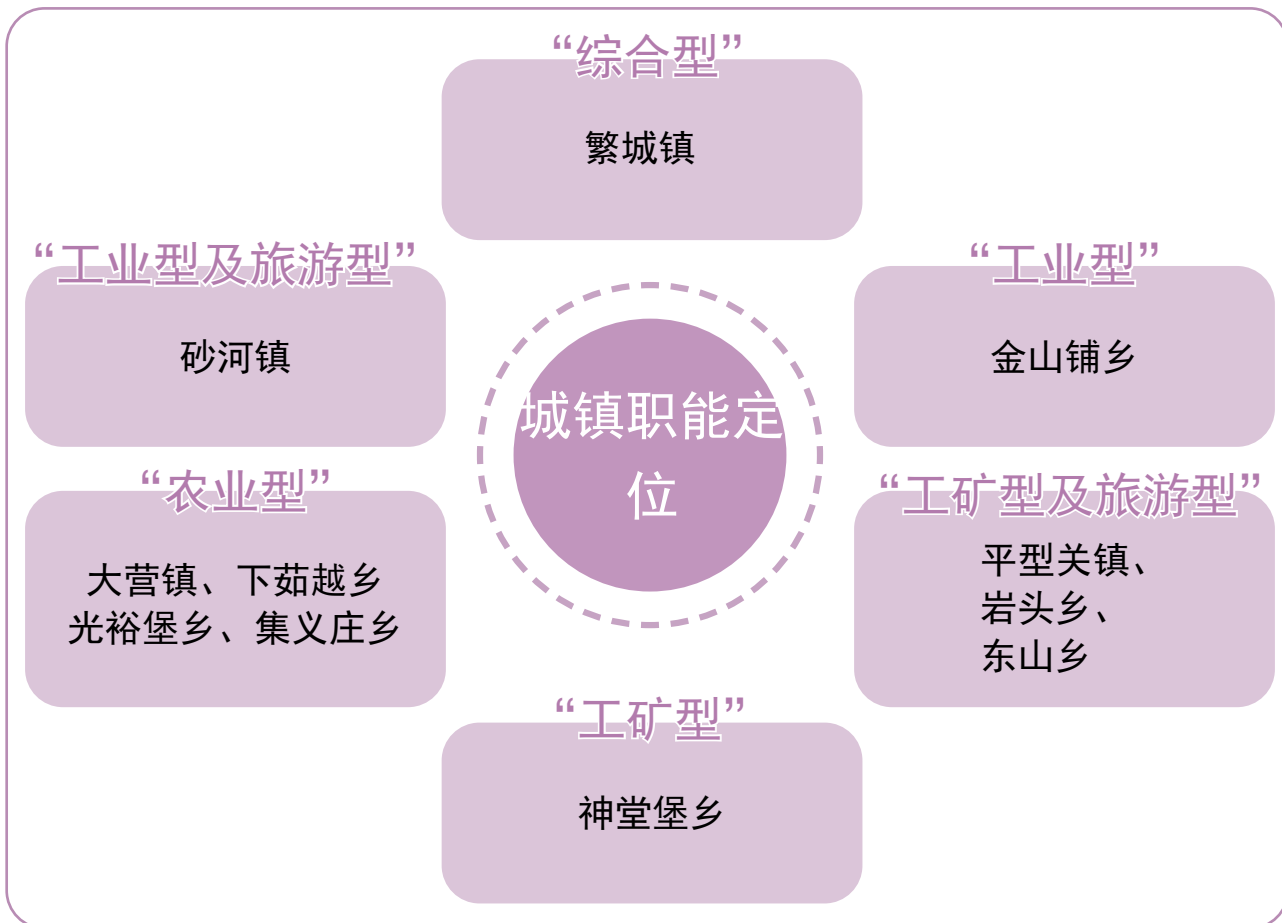 “综合型”
繁城镇
“工业型及旅游型”
砂河镇
“工业型”
金山铺乡
城镇职能定
位
“农业型”
大营镇、下茹越乡
光裕堡乡、集义庄乡
“工矿型及旅游型”
平型关镇、
岩头乡、
东山乡
“工矿型”
神堂堡乡